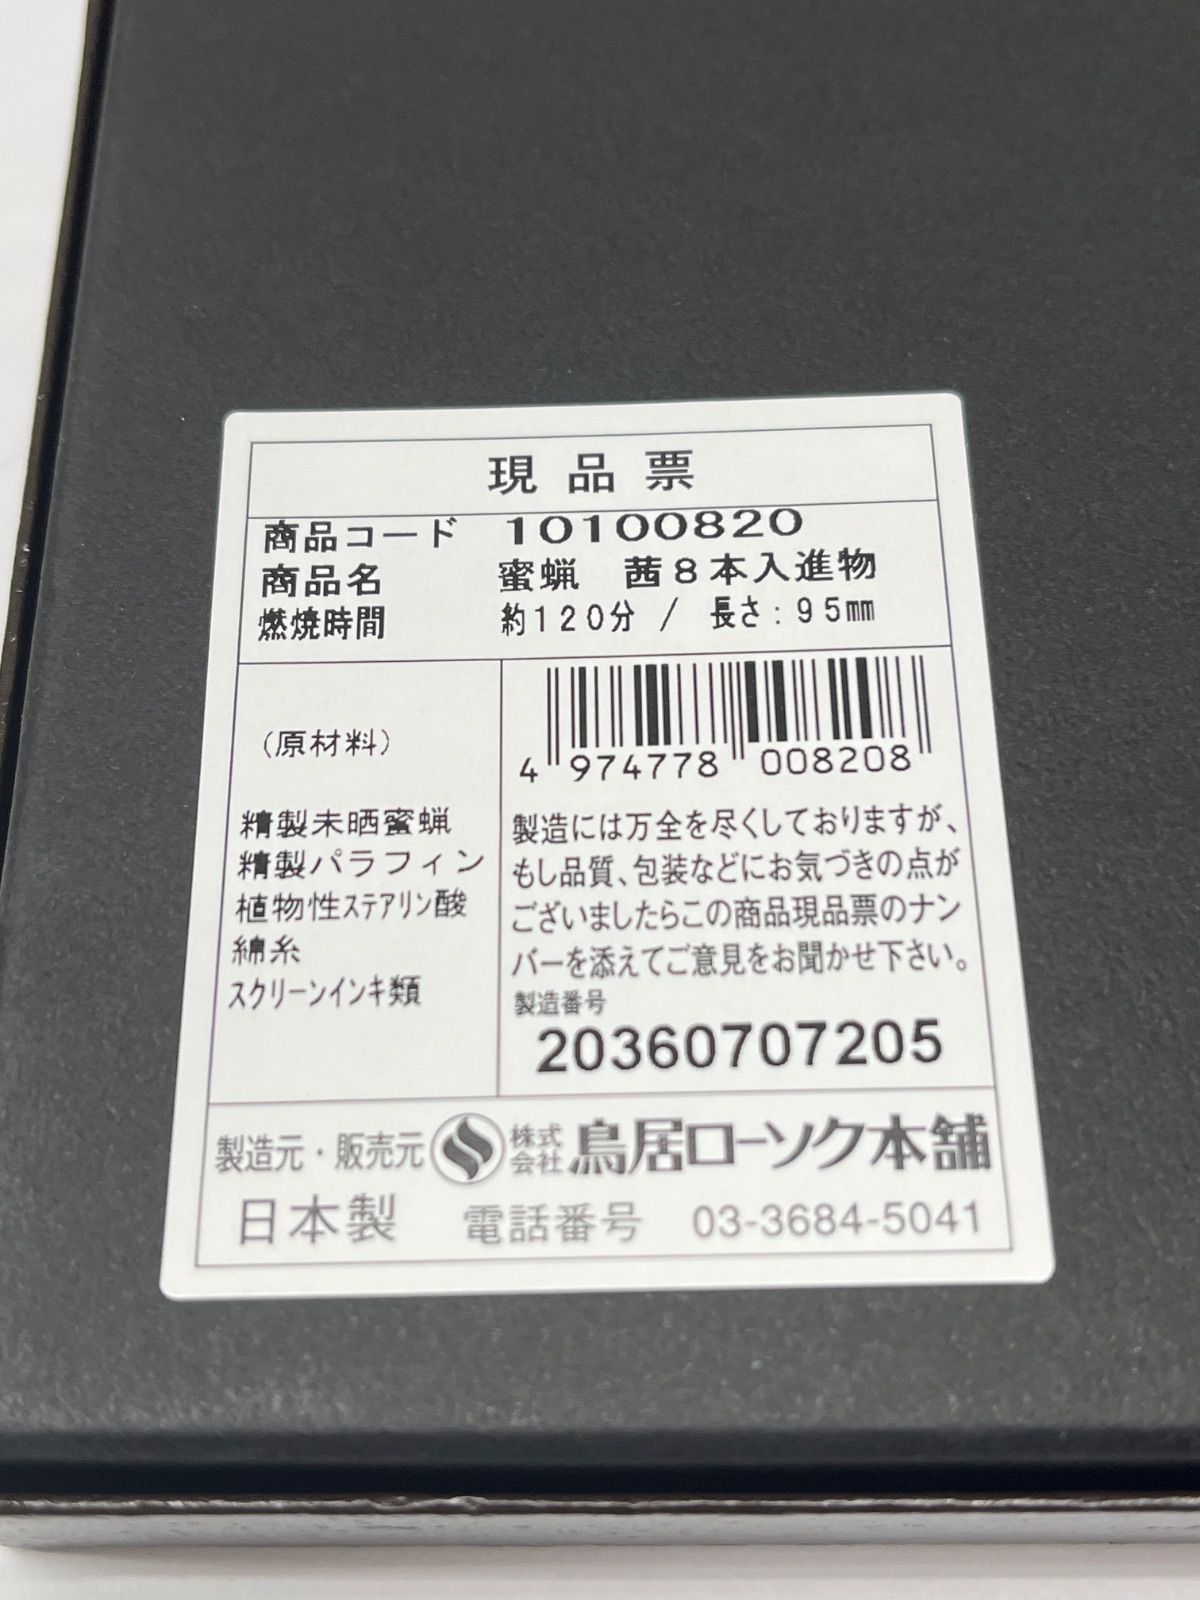 現品票
商品コード 10100820
商品名 蜜蝋 茜8本入進物
燃焼時間 約120分 / 長さ:95㎜
(原材料)
精製未晒蜜蝋
精製パラフィン
植物性ステアリン酸
綿糸
スクリーンインキ類
4 974778 008208
製造には万全を尽くしておりますが、
もし品質、包装などにお気づきの点が
ございましたらこの商品現品票のナン
バーを添えてご意見をお聞かせ下さい。
製造番号
20360707205
製造元・販売元 株式会社 鳥居ローソク本舗
日本製 電話番号 03-3684-5041